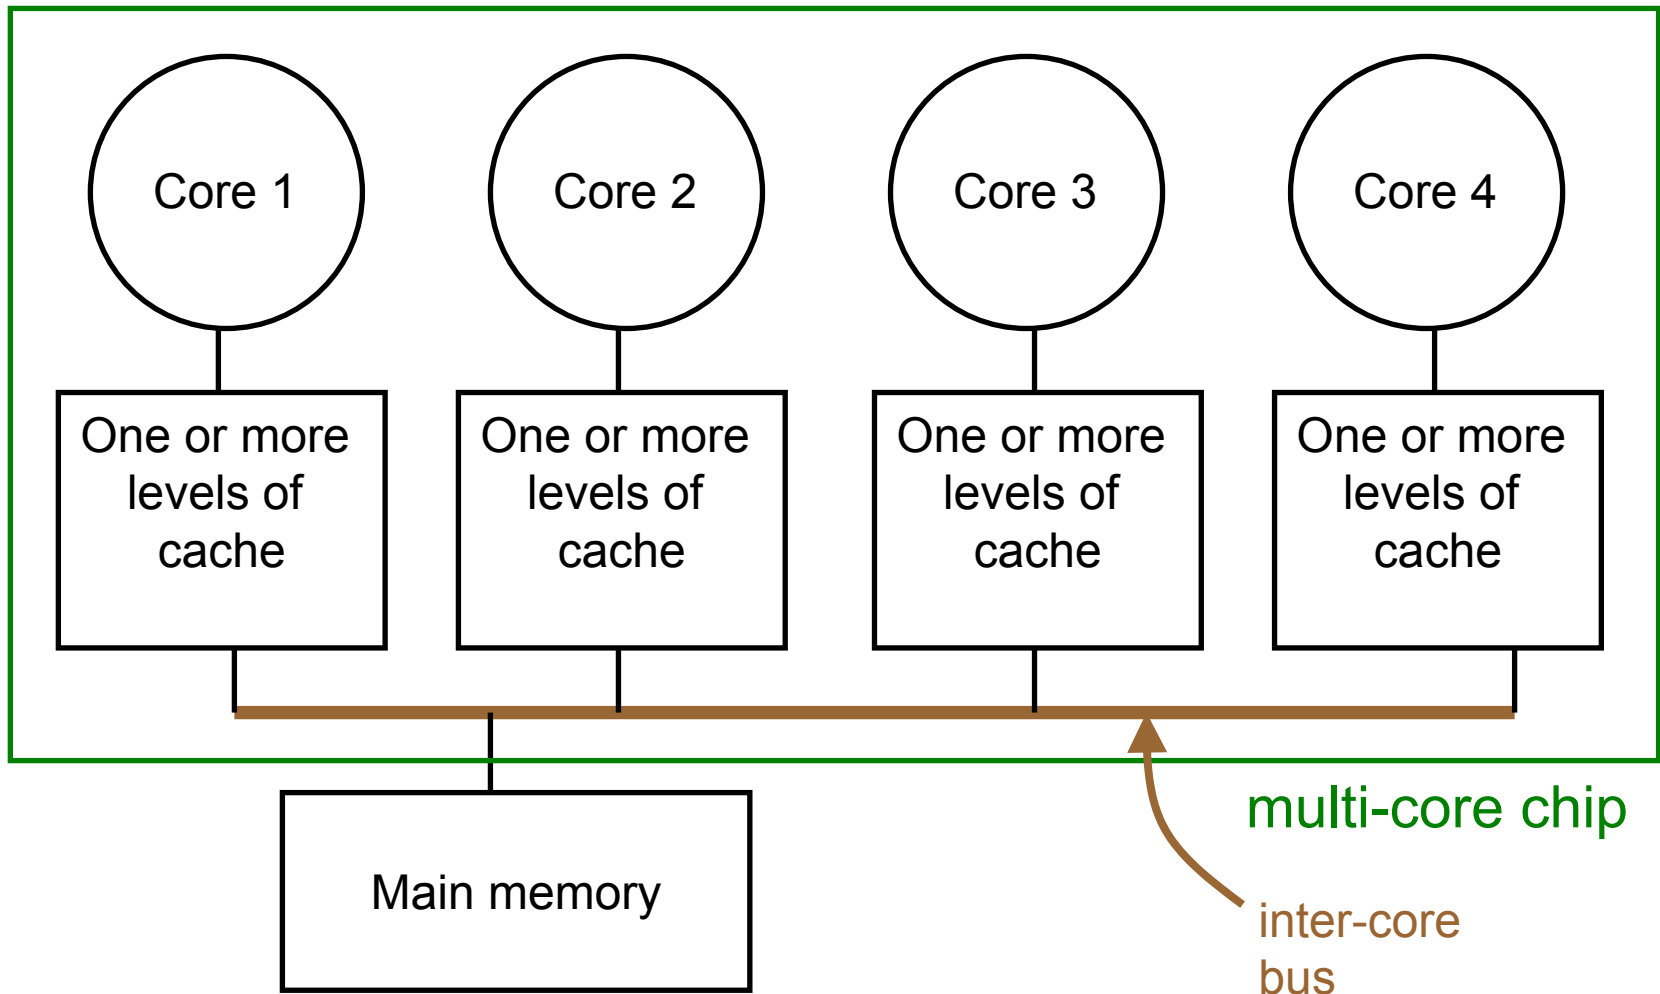 Core 1
Core 2
Core 3
Core 4
One or more
levels of
cache
One or more
levels of
cache
One or more
levels of
cache
One or more
levels of
cache
multi-core chip
Main memory
inter-core
bus